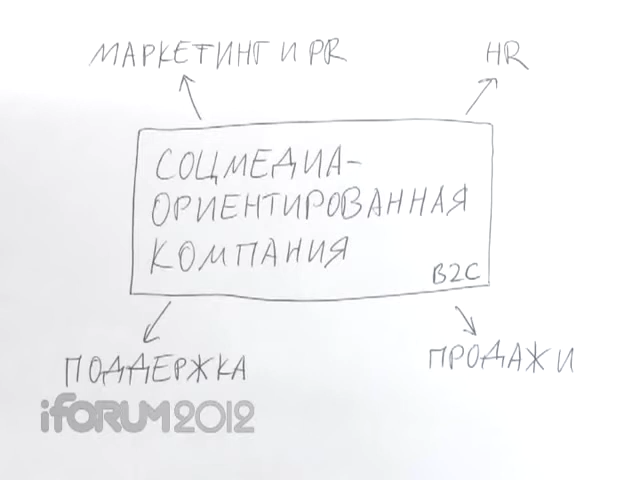 МАРКЕТИНГ И PR
HR
СОЦМЕДИА-
ОРИЕНТИРОВАННАЯ
КОМПАНИЯ
B2C
ПОДДЕРЖКА
ПРОДАЖИ
iFORUM2012